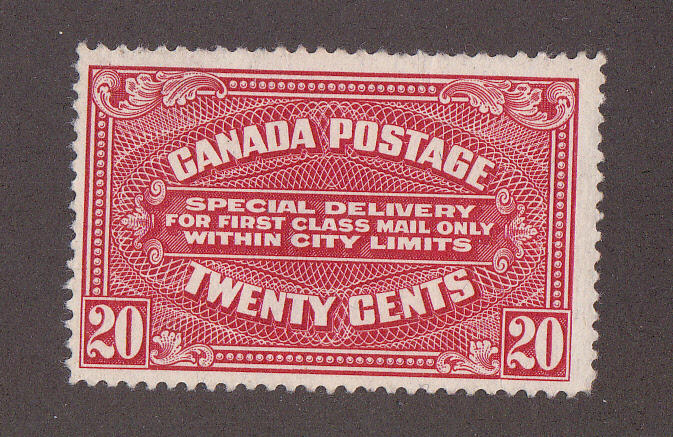 CANADA POSTAGE
SPECIAL DELIVERY
FOR FIRST CLASS MAIL ONLY
WITHIN CITY LIMITS
TWENTY CENTS
20 20